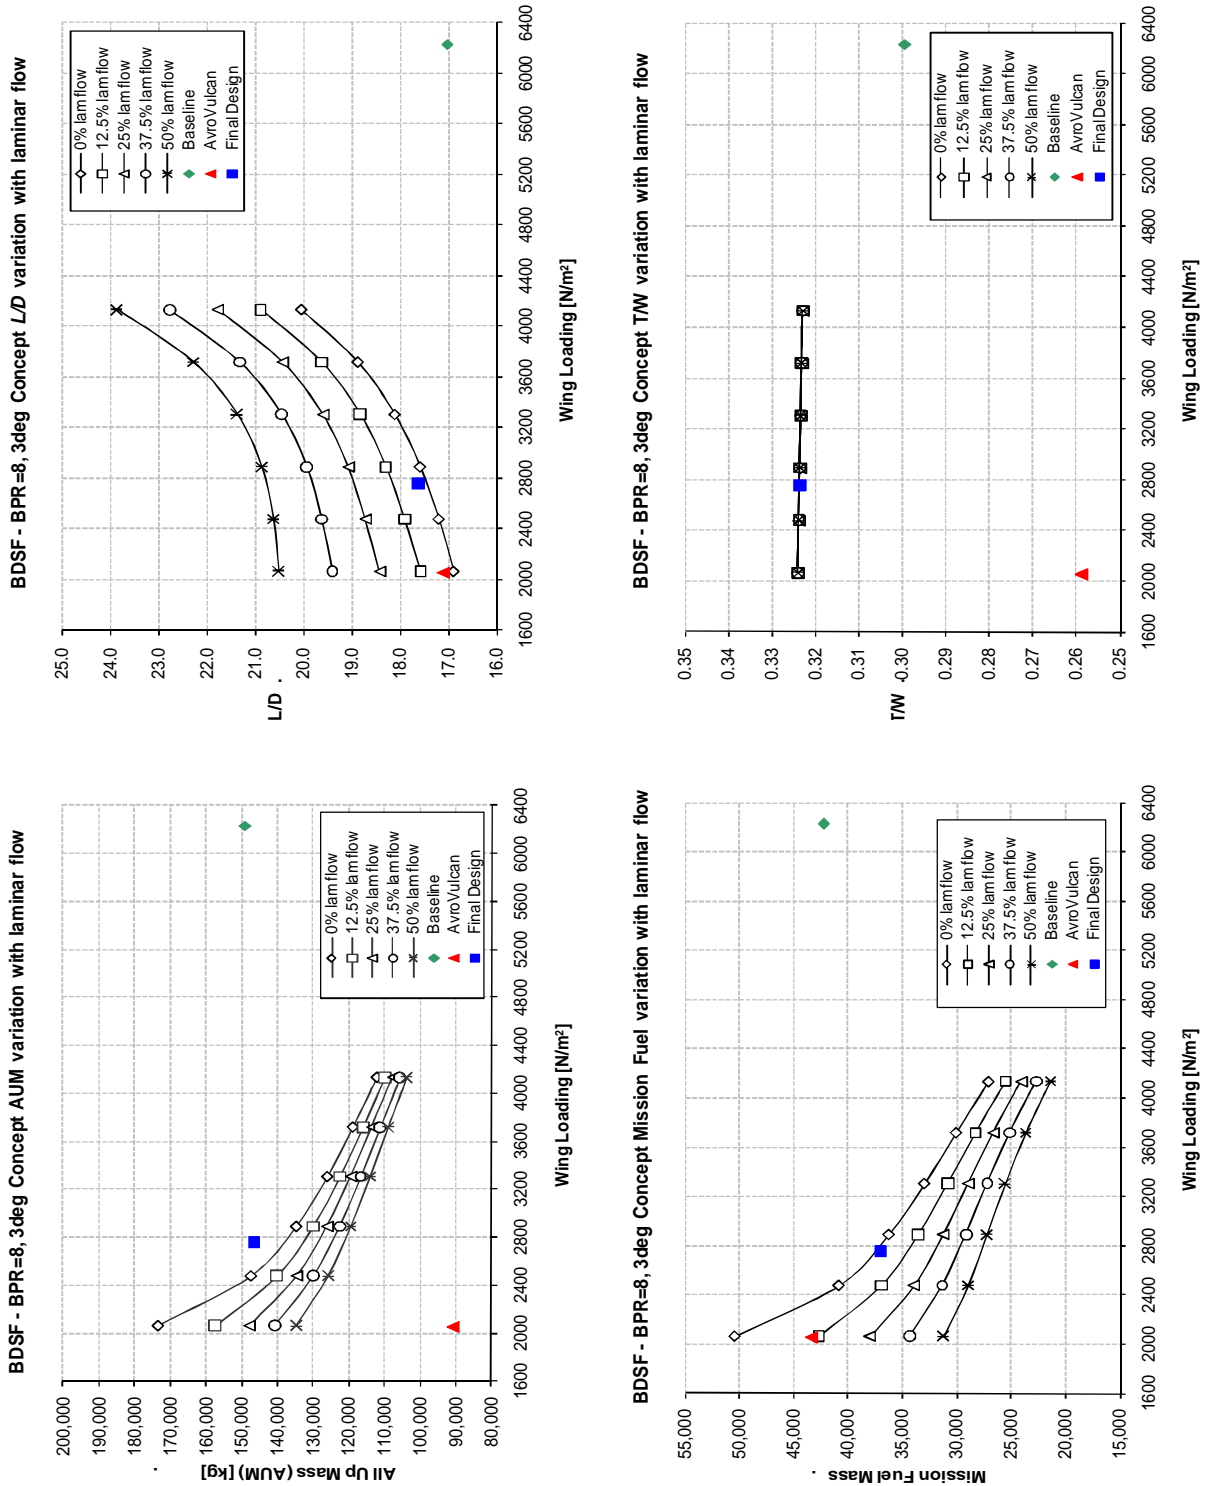 BDSF - BPR=8, 3deg Concept AUM variation with laminar flow
200,000
190,000
180,000
170,000
160,000
150,000
140,000
130,000
120,000
110,000
100,000
90,000
80,000
All Up Mass (AUM) [kg] .
1600
2000
2400
2800
3200
3600
4000
4400
4800
5200
5600
6000
6400
Wing Loading [N/m²]
0% lam flow
12.5% lam flow
25% lam flow
37.5% lam flow
50% lam flow
Baseline
Avro Vulcan
Final Design
BDSF - BPR=8, 3deg Concept L/D variation with laminar flow
25.0
24.0
23.0
22.0
21.0
20.0
19.0
18.0
17.0
16.0
L/D .
1600
2000
2400
2800
3200
3600
4000
4400
4800
5200
5600
6000
6400
Wing Loading [N/m²]
0% lam flow
12.5% lam flow
25% lam flow
37.5% lam flow
50% lam flow
Baseline
Avro Vulcan
Final Design
BDSF - BPR=8, 3deg Concept Mission Fuel variation with laminar flow
55,000
50,000
45,000
40,000
35,000
30,000
25,000
20,000
15,000
Mission Fuel Mass .
1600
2000
2400
2800
3200
3600
4000
4400
4800
5200
5600
6000
6400
Wing Loading [N/m²]
0% lam flow
12.5% lam flow
25% lam flow
37.5% lam flow
50% lam flow
Baseline
Avro Vulcan
Final Design
BDSF - BPR=8, 3deg Concept T/W variation with laminar flow
0.35
0.34
0.33
0.32
0.31
0.30
0.29
0.28
0.27
0.26
0.25
T/W .
1600
2000
2400
2800
3200
3600
4000
4400
4800
5200
5600
6000
6400
Wing Loading [N/m²]
0% lam flow
12.5% lam flow
25% lam flow
37.5% lam flow
50% lam flow
Baseline
Avro Vulcan
Final Design